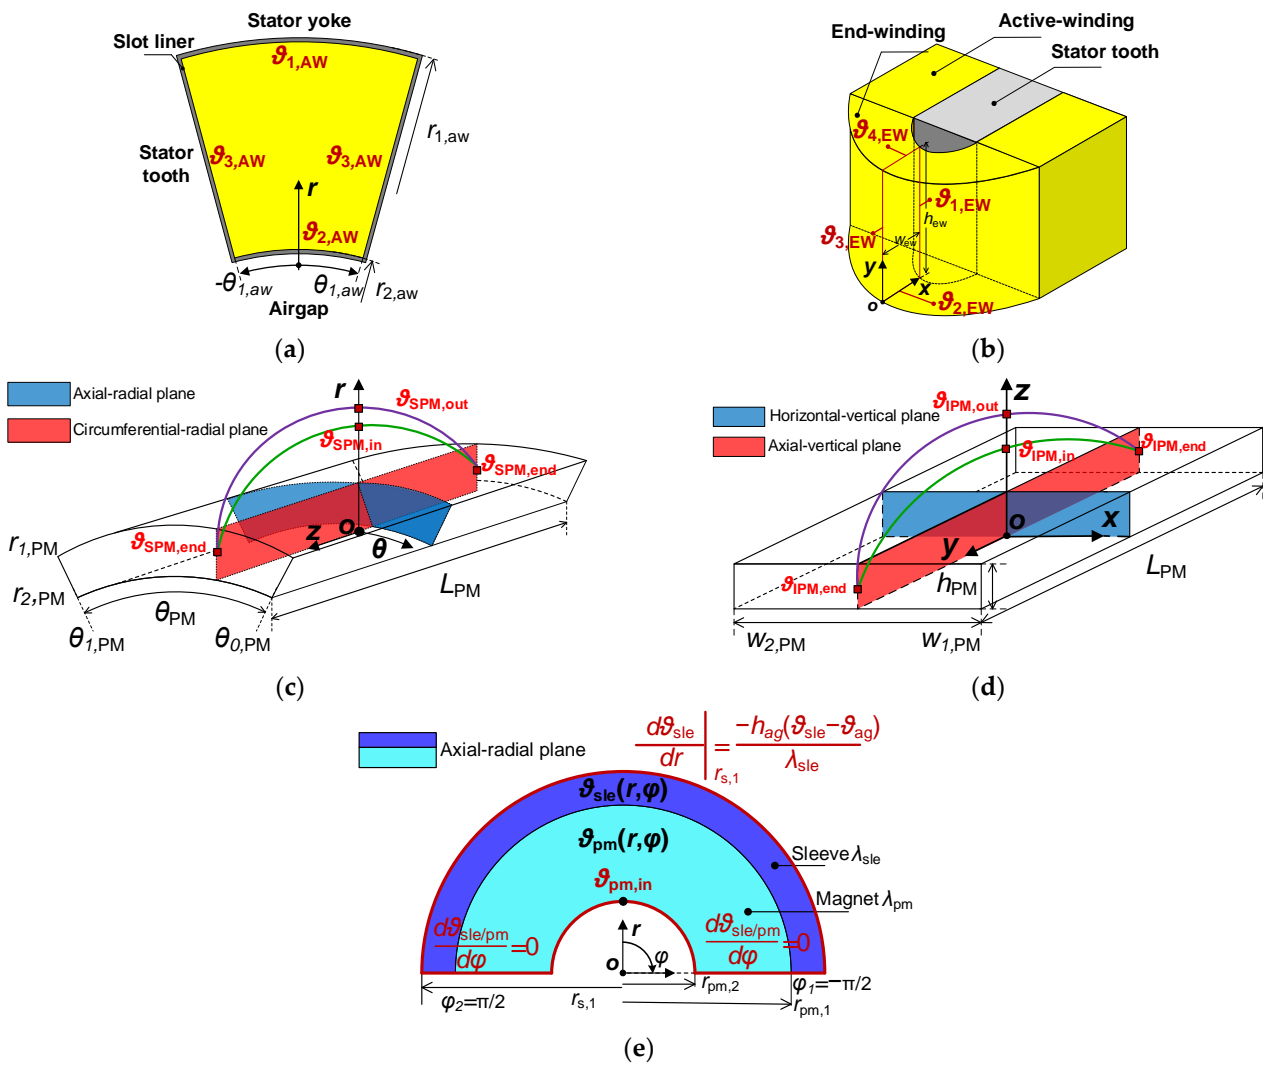 Stator yoke
Slot liner
ϑ1,AW
Stator tooth
ϑ3,AW
ϑ3,AW
r1,aw
r
ϑ2,AW
-θ1,aw
θ1,aw
r2,aw
Airgap
(a)
Active-winding
End-winding
Stator tooth
ϑ4,EW
ϑ1,EW
hew
wew
ϑ3,EW
y
x
o
ϑ2,EW
(b)
Axial-radial plane
Circumferential-radial plane
r
ϑSPM,out
ϑSPM,in
ϑSPM,end
ϑSPM,end
z
o
θ
r1,PM
r2,PM
θPM
θ1,PM
θ0,PM
LPM
(c)
Horizontal-vertical plane
Axial-vertical plane
z
ϑIPM,out
ϑIPM,in
ϑIPM,end
o
x
y
ϑIPM,end
hPM
LPM
w2,PM
w1,PM
(d)
Axial-radial plane
dϑsle/dr|rs,1 = −hag(ϑsle−ϑag)/λsle
ϑsle(r,φ)
ϑpm(r,φ)
Sleeve λsle
ϑpm,in
Magnet λpm
dϑsle/pm/dφ=0
dϑsle/pm/dφ=0
r
φ
o
φ2=π/2
rs,1
rpm,2
φ1=−π/2
rpm,1
(e)